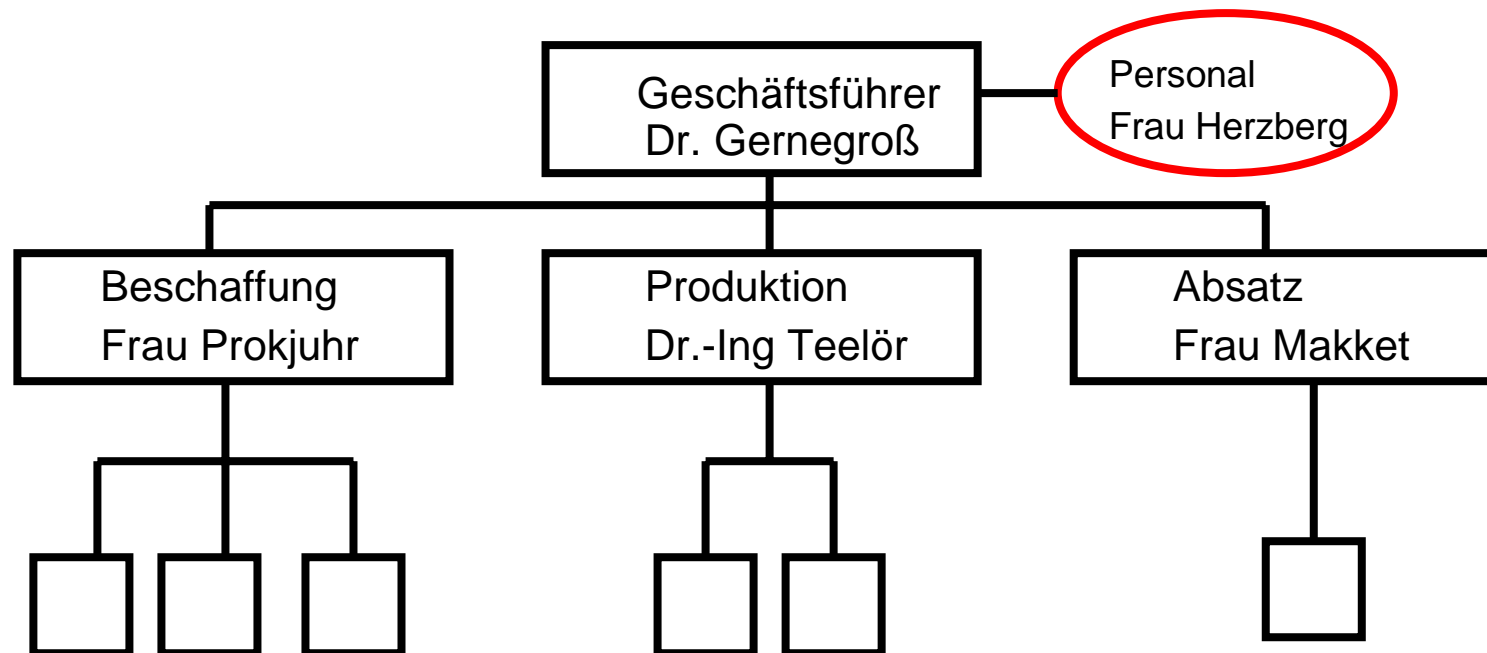 Geschäftsführer
Dr. Gernegroß
Personal
Frau Herzberg
Beschaffung
Frau Prokjuhr
Produktion
Dr.-Ing Teelör
Absatz
Frau Makket